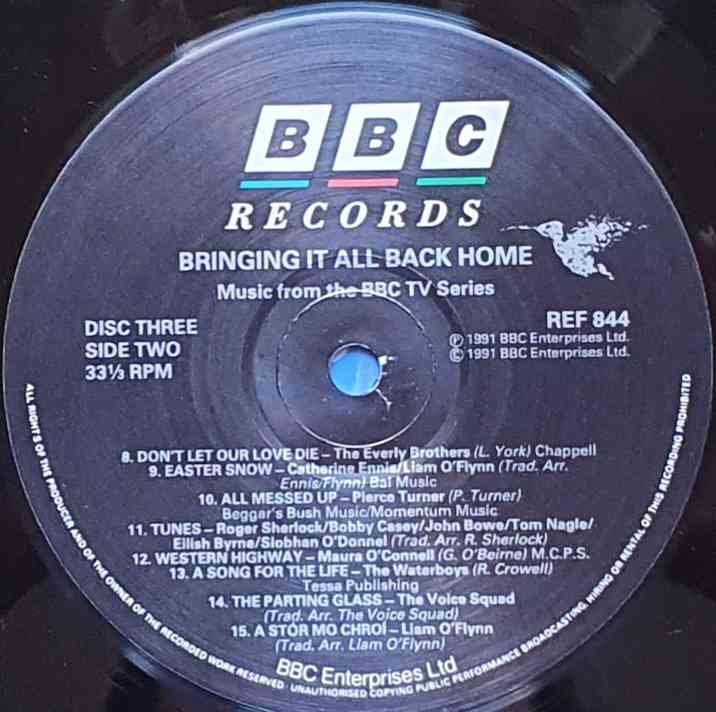 BBC
RECORDS
BRINGING IT ALL BACK HOME
Music from the BBC TV Series
DISC THREE
SIDE TWO
33⅓ RPM
REF 844
Ⓟ 1991 BBC Enterprises Ltd.
© 1991 BBC Enterprises Ltd.
8. DON'T LET OUR LOVE DIE – The Everly Brothers (L. York) Chappell
9. EASTER SNOW – Catherine Ennis/Liam O'Flynn (Trad. Arr.
Ennis/Flynn) Bal Music
10. ALL MESSED UP – Pierce Turner (P. Turner)
Beggar's Bush Music/Momentum Music
11. TUNES – Roger Sherlock/Bobby Casey/John Bowe/Tom Nagle/
Eilish Byrne/Siobhan O'Donnel (Trad. Arr. R. Sherlock)
12. WESTERN HIGHWAY – Maura O'Connell (G. O'Beirne) M.C.P.S.
13. A SONG FOR THE LIFE – The Waterboys (R. Crowell)
Tessa Publishing
14. THE PARTING GLASS – The Voice Squad
(Trad. Arr. The Voice Squad)
15. A STÓR MO CHROÍ – Liam O'Flynn
(Trad. Arr. Liam O'Flynn)
BBC Enterprises Ltd
ALL RIGHTS OF THE PRODUCER AND OF THE OWNER OF THE RECORDED WORK RESERVED · UNAUTHORISED COPYING PUBLIC PERFORMANCE BROADCASTING, HIRING OR RENTAL OF THIS RECORDING PROHIBITED